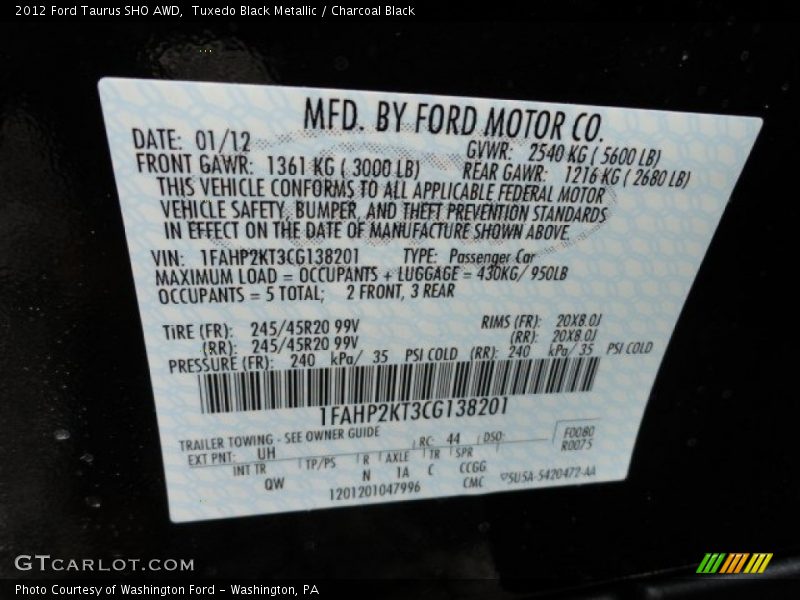 2012 Ford Taurus SHO AWD, Tuxedo Black Metallic / Charcoal Black
MFD. BY FORD MOTOR CO.
DATE: 01/12 GVWR: 2540 KG ( 5600 LB)
FRONT GAWR: 1361 KG ( 3000 LB) REAR GAWR: 1216 KG ( 2680 LB)
THIS VEHICLE CONFORMS TO ALL APPLICABLE FEDERAL MOTOR
VEHICLE SAFETY, BUMPER, AND THEFT PREVENTION STANDARDS
IN EFFECT ON THE DATE OF MANUFACTURE SHOWN ABOVE.
VIN: 1FAHP2KT3CG138201 TYPE: Passenger Car
MAXIMUM LOAD = OCCUPANTS + LUGGAGE = 430KG/ 950LB
OCCUPANTS = 5 TOTAL; 2 FRONT, 3 REAR
TIRE (FR): 245/45R20 99V RIMS (FR): 20X8.0J
(RR): 245/45R20 99V (RR): 20X8.0J
PRESSURE (FR): 240 kPa/ 35 PSI COLD (RR): 240 kPa/ 35 PSI COLD
1FAHP2KT3CG138201
TRAILER TOWING - SEE OWNER GUIDE RC: 44 DSO: F0080
EXT PNT: UH R0075
INT TR TP/PS R AXLE TR SPR
QW N 1A C CCGG
1201201047996 CMC 5U5A-5420472-AA
GTCARLOT.COM
Photo Courtesy of Washington Ford - Washington, PA